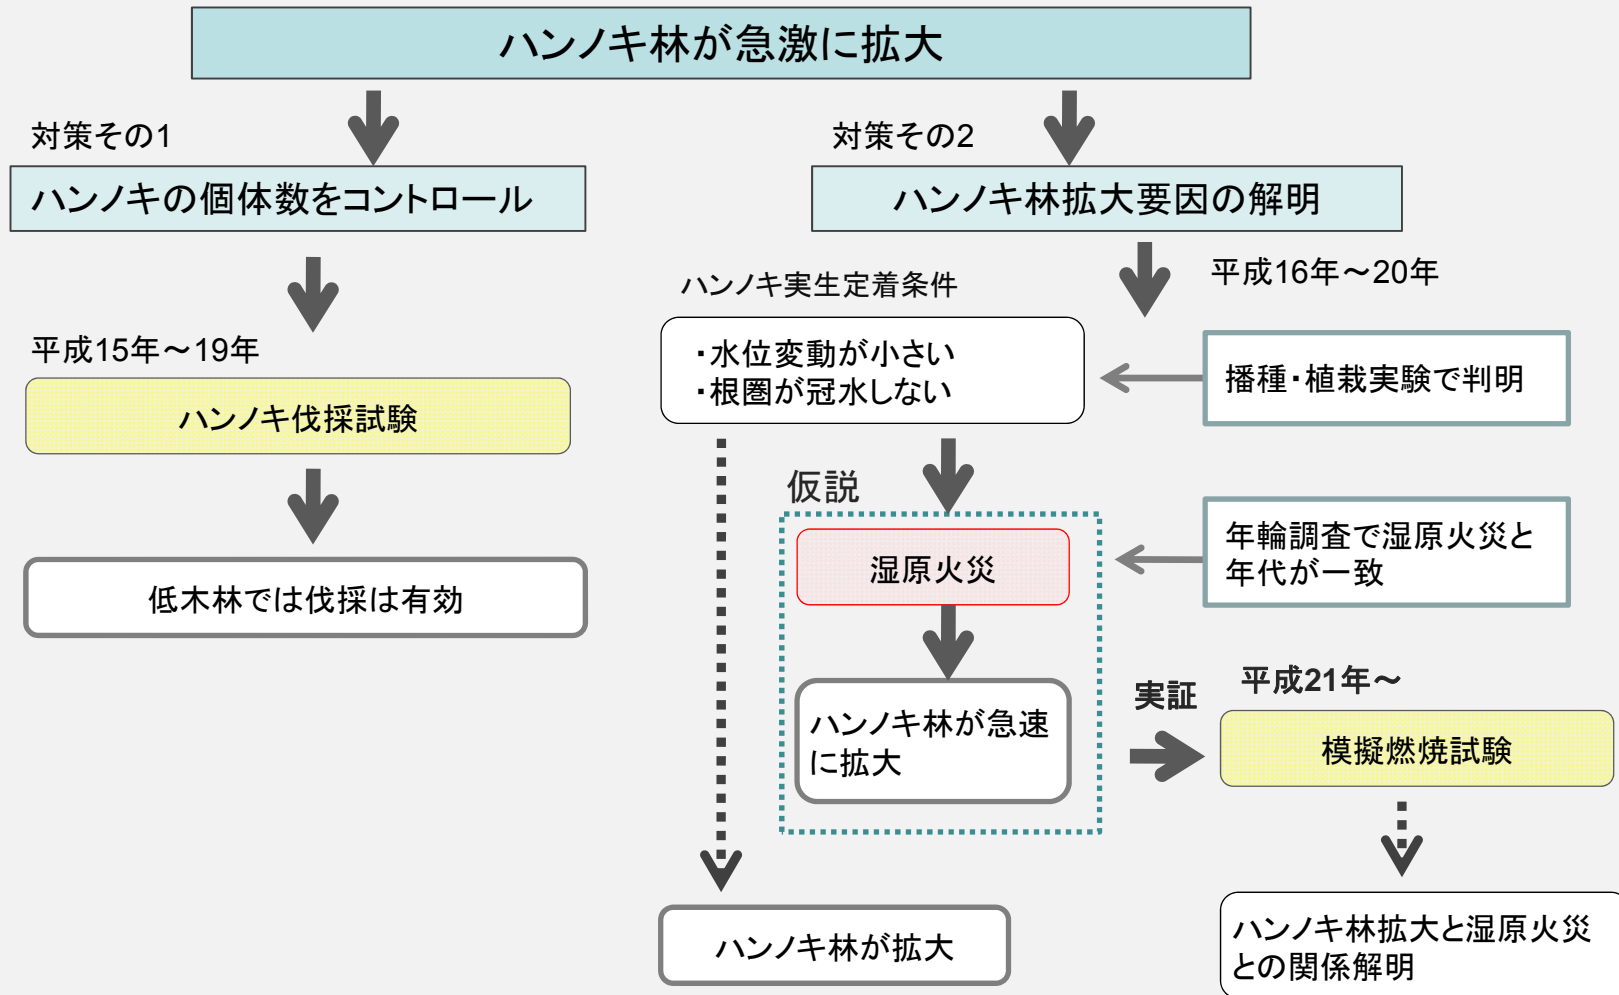 ハンノキ林が急激に拡大
対策その1
ハンノキの個体数をコントロール
平成15年～19年
ハンノキ伐採試験
低木林では伐採は有効
対策その2
ハンノキ林拡大要因の解明
平成16年～20年
ハンノキ実生定着条件
・水位変動が小さい
・根圏が冠水しない
播種・植栽実験で判明
仮説
湿原火災
年輪調査で湿原火災と
年代が一致
ハンノキ林が急速
に拡大
実証
平成21年～
模擬燃焼試験
ハンノキ林が拡大
ハンノキ林拡大と湿原火災
との関係解明